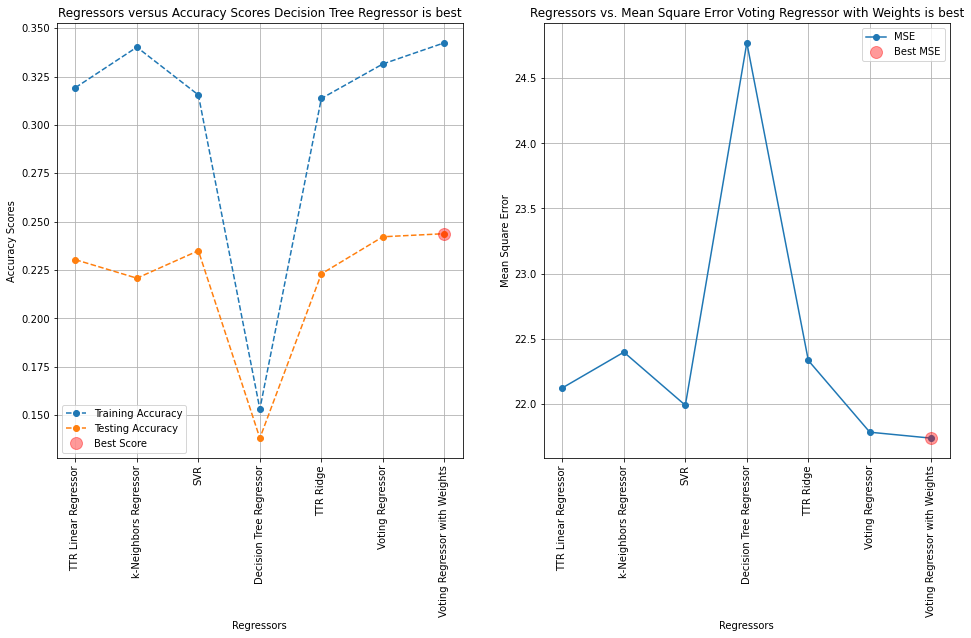 Regressors versus Accuracy Scores Decision Tree Regressor is best
0.350
0.325
0.300
0.275
0.250
0.225
0.200
0.175
0.150
Accuracy Scores
Training Accuracy
Testing Accuracy
Best Score
TTR Linear Regressor
k-Neighbors Regressor
SVR
Decision Tree Regressor
TTR Ridge
Voting Regressor
Voting Regressor with Weights
Regressors
Regressors vs. Mean Square Error Voting Regressor with Weights is best
MSE
Best MSE
24.5
24.0
23.5
23.0
22.5
22.0
Mean Square Error
TTR Linear Regressor
k-Neighbors Regressor
SVR
Decision Tree Regressor
TTR Ridge
Voting Regressor
Voting Regressor with Weights
Regressors